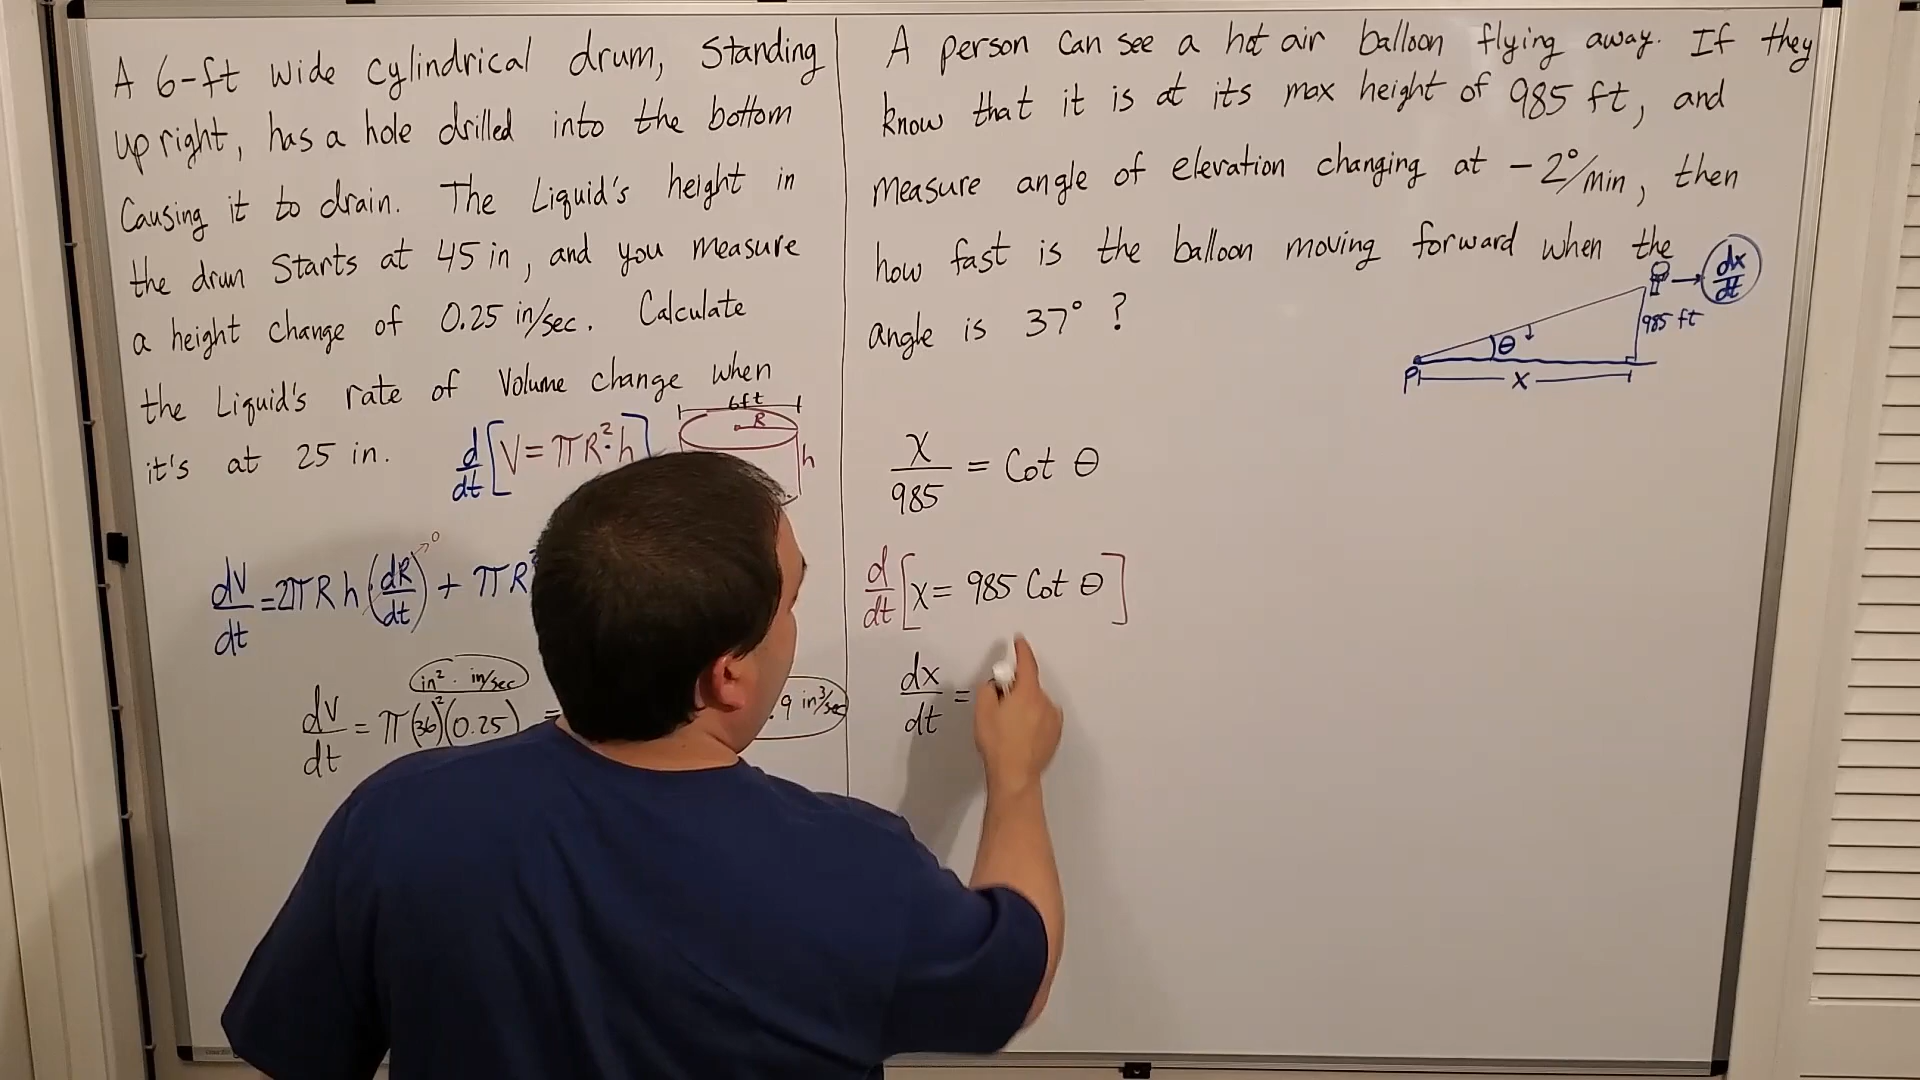 A 6-ft wide cylindrical drum, standing
upright, has a hole drilled into the bottom
causing it to drain. The Liquid's height in
the drum starts at 45 in, and you measure
a height change of 0.25 in/sec. Calculate
the Liquid's rate of Volume change when
it's at 25 in.
6ft
R
h
d/dt [V = πR²·h]
dV/dt = 2πRh(dR/dt)→0 + πR
in² · in/sec
dV/dt = π(36)²(0.25) =
.9 in³/sec
A person can see a hot air balloon flying away. If they
know that it is at its max height of 985 ft, and
measure angle of elevation changing at -2°/min, then
how fast is the balloon moving forward when the
angle is 37° ?
dx/dt
985 ft
θ
P
x
x/985 = Cot θ
d/dt [x = 985 Cot θ]
dx/dt =